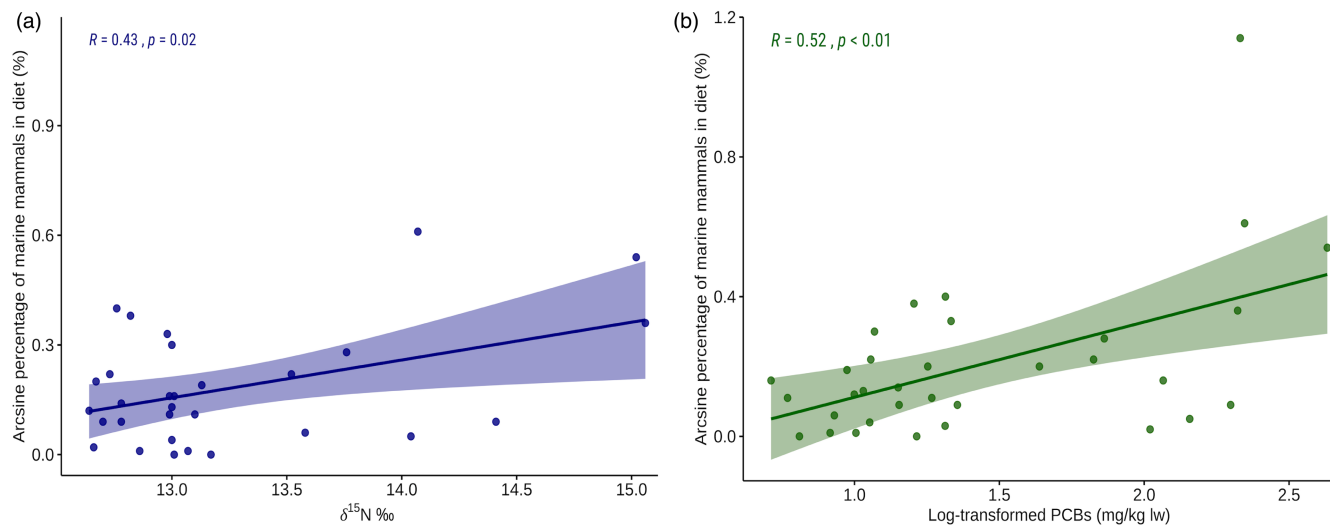 (a)
R = 0.43 , p = 0.02
Arcsine percentage of marine mammals in diet (%)
0.9
0.6
0.3
0.0
13.0 13.5 14.0 14.5 15.0
δ¹⁵N ‰
(b)
R = 0.52 , p < 0.01
Arcsine percentage of marine mammals in diet (%)
1.2
0.8
0.4
0.0
1.0 1.5 2.0 2.5
Log-transformed PCBs (mg/kg lw)